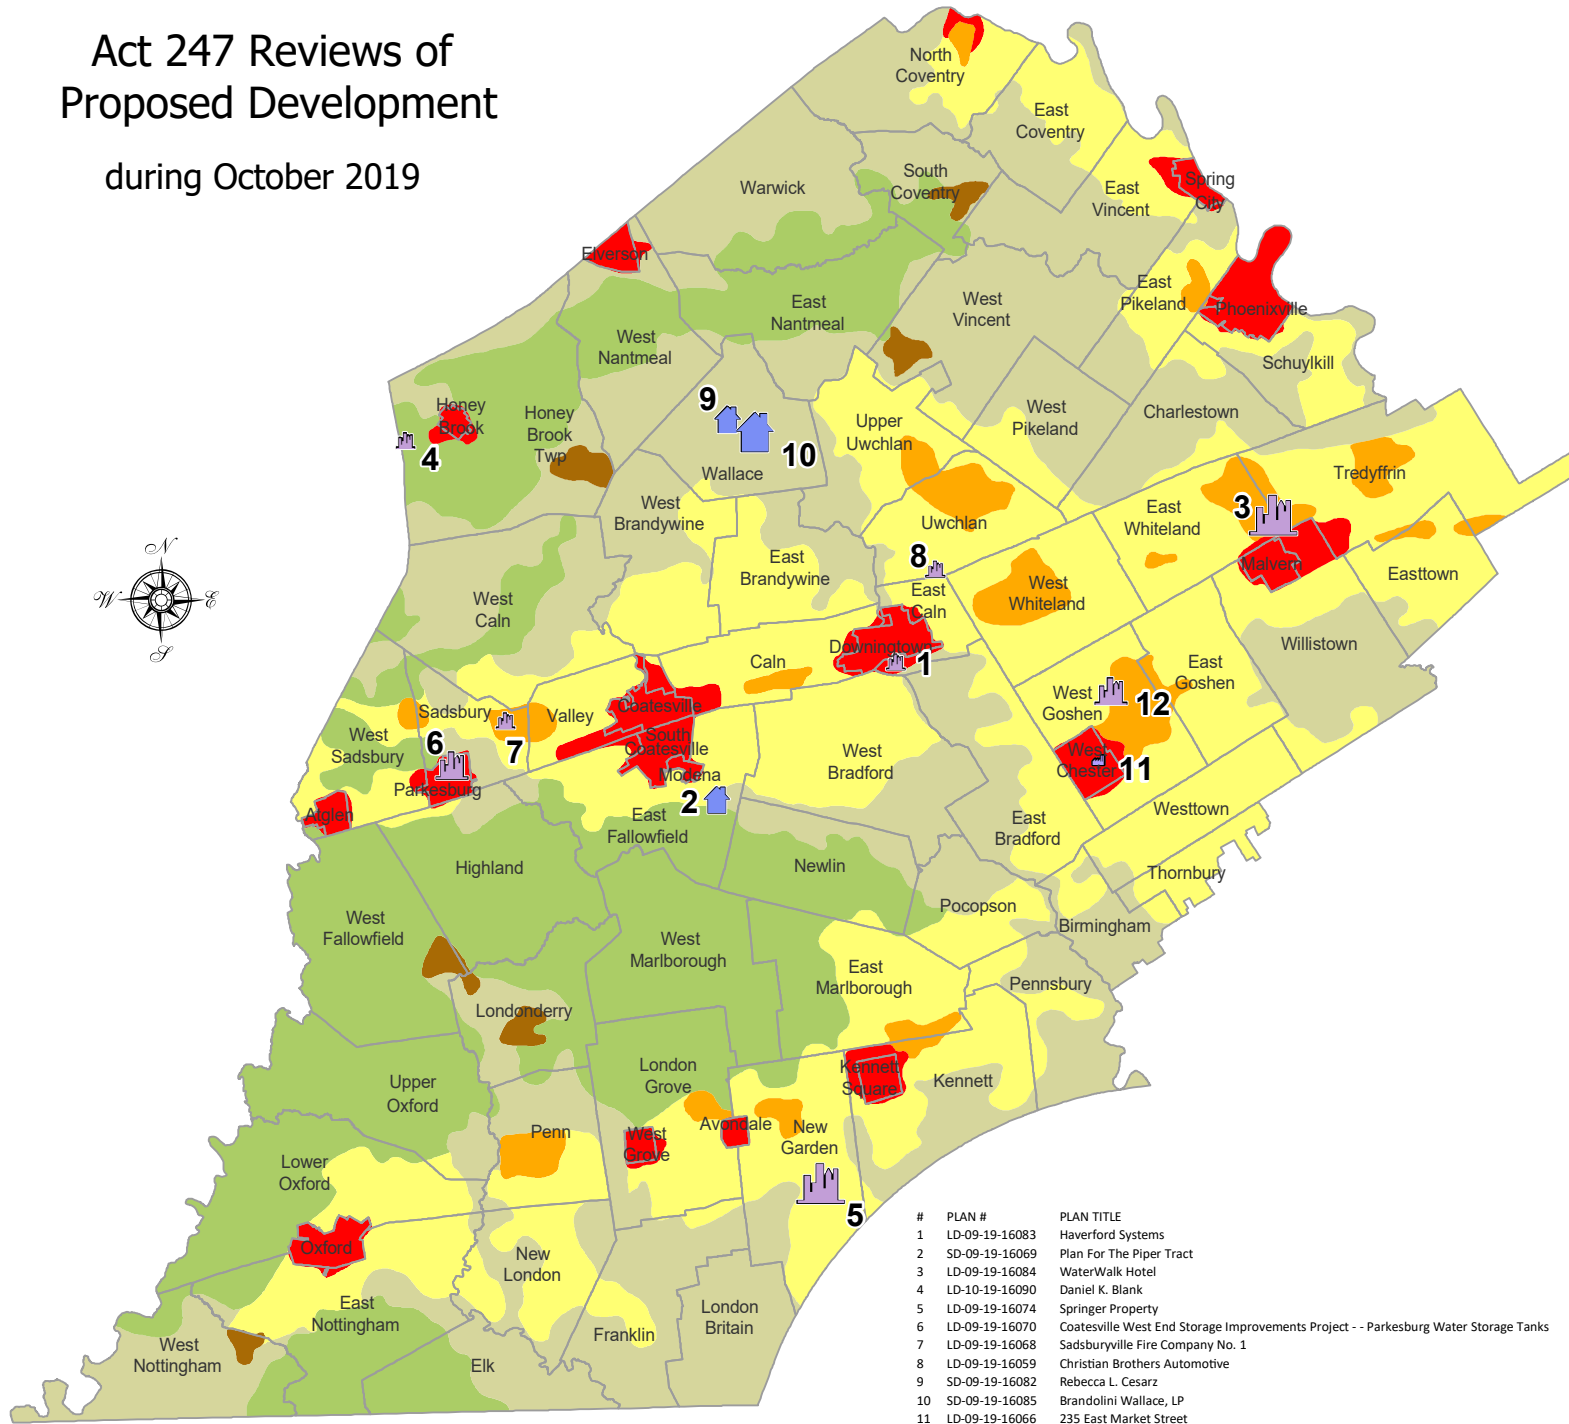 Act 247 Reviews of
Proposed Development
during October 2019
North
Coventry
East
Coventry
Warwick
South
Coventry
East
Vincent
Spring
City
Elverson
East
Nantmeal
West
Vincent
East
Pikeland
Phoenixville
West
Nantmeal
Schuylkill
Honey
Brook
Honey
Brook
Twp
4
9
10
Wallace
Upper
Uwchlan
West
Pikeland
Charlestown
Tredyffrin
West
Brandywine
Uwchlan
East
Whiteland
3
N
W
E
S
8
East
Brandywine
East
Caln
West
Whiteland
Malvern
Easttown
West
Caln
Downingtown
1
Caln
Willistown
East
Goshen
West
Goshen
12
Sadsbury
7
Valley
Coatesville
South
Coatesville
Modena
West
Sadsbury
6
Parkesburg
Atglen
2
East
Fallowfield
West
Bradford
West
Chester
11
Westtown
East
Bradford
Thornbury
Highland
Newlin
Pocopson
Birmingham
West
Fallowfield
West
Marlborough
East
Marlborough
Pennsbury
Londonderry
Upper
Oxford
London
Grove
Kennett
Square
Kennett
Penn
West
Grove
Avondale
New
Garden
Lower
Oxford
5
Oxford
New
London
East
Nottingham
London
Britain
Franklin
West
Nottingham
Elk
# PLAN # PLAN TITLE
1 LD-09-19-16083 Haverford Systems
2 SD-09-19-16069 Plan For The Piper Tract
3 LD-09-19-16084 WaterWalk Hotel
4 LD-10-19-16090 Daniel K. Blank
5 LD-09-19-16074 Springer Property
6 LD-09-19-16070 Coatesville West End Storage Improvements Project - - Parkesburg Water Storage Tanks
7 LD-09-19-16068 Sadsburyville Fire Company No. 1
8 LD-09-19-16059 Christian Brothers Automotive
9 SD-09-19-16082 Rebecca L. Cesarz
10 SD-09-19-16085 Brandolini Wallace, LP
11 LD-09-19-16066 235 East Market Street